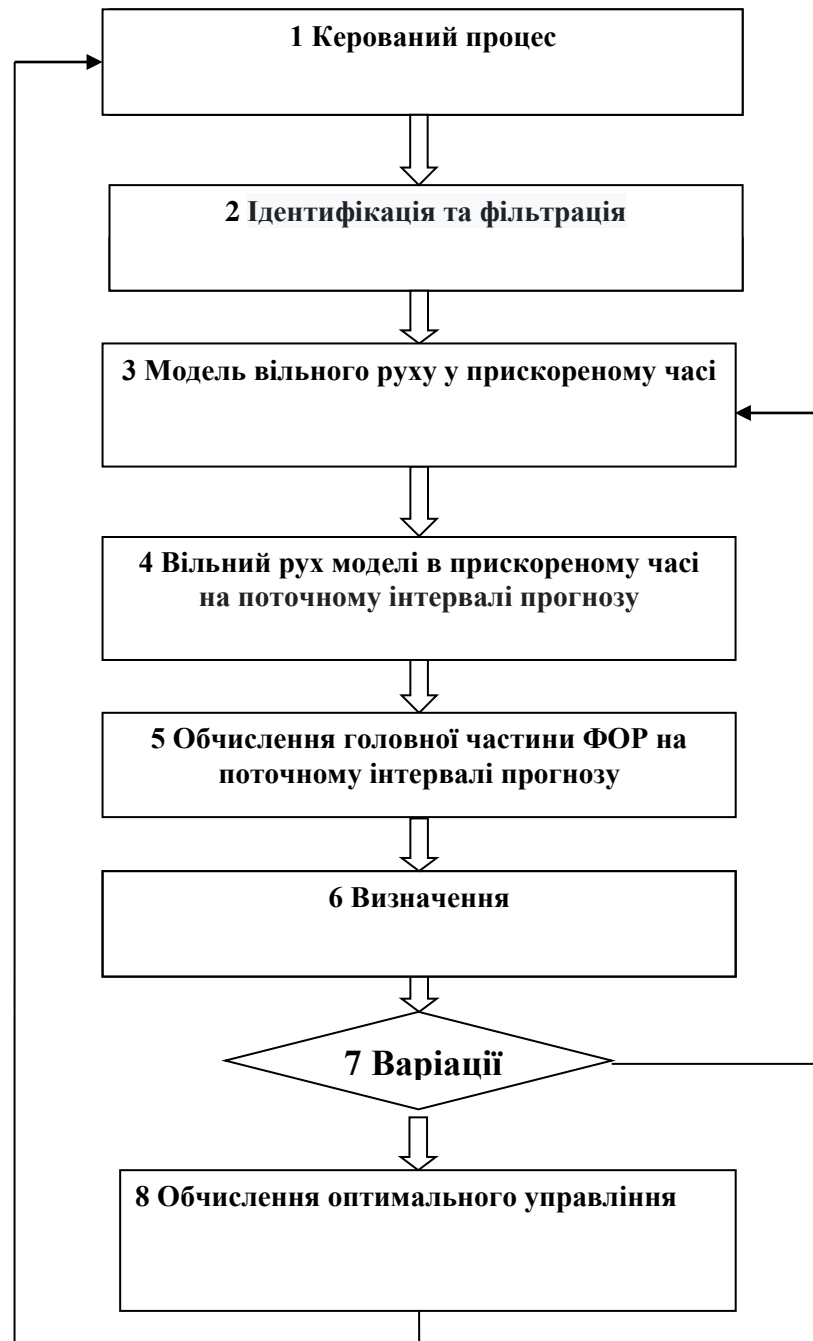 1 Керований процес
2 Ідентифікація та фільтрація
3 Модель вільного руху у прискореному часі
4 Вільний рух моделі в прискореному часі
на поточному інтервалі прогнозу
5 Обчислення головної частини ФОР на
поточному інтервалі прогнозу
6 Визначення
7 Варіації
8 Обчислення оптимального управління